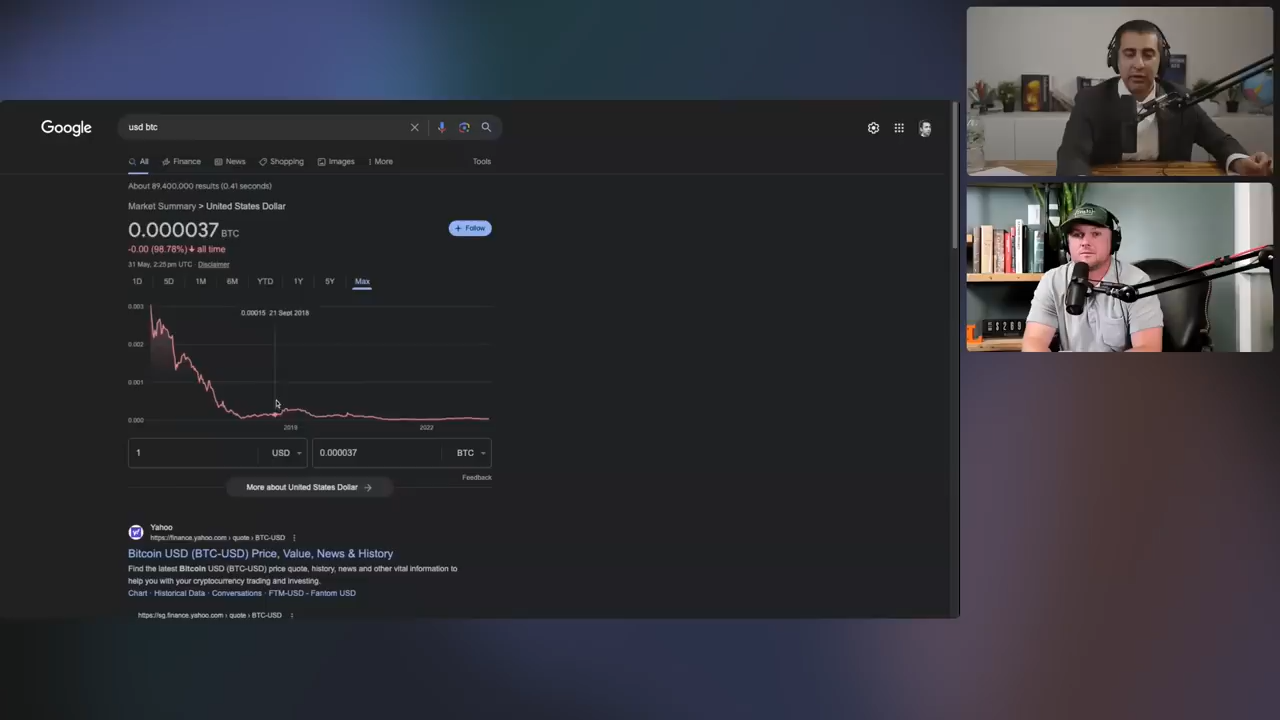 Google
usd btc
All
Finance
News
Shopping
Images
More
Tools
About 89,400,000 results (0.41 seconds)
Market Summary > United States Dollar
0.000037 BTC
+ Follow
-0.00 (98.78%) ↓ all time
31 May, 2:25 pm UTC · Disclaimer
1D 5D 1M 6M YTD 1Y 5Y Max
0.003
0.00015 21 Sept 2018
0.002
0.001
0.000
2019 2022
1 USD 0.000037 BTC
Feedback
More about United States Dollar →
Yahoo
https://finance.yahoo.com › quote › BTC-USD
Bitcoin USD (BTC-USD) Price, Value, News & History
Find the latest Bitcoin USD (BTC-USD) price quote, history, news and other vital information to
help you with your cryptocurrency trading and investing.
Chart · Historical Data · Conversations · FTM-USD - Fantom USD
https://sg.finance.yahoo.com › quote › BTC-USD